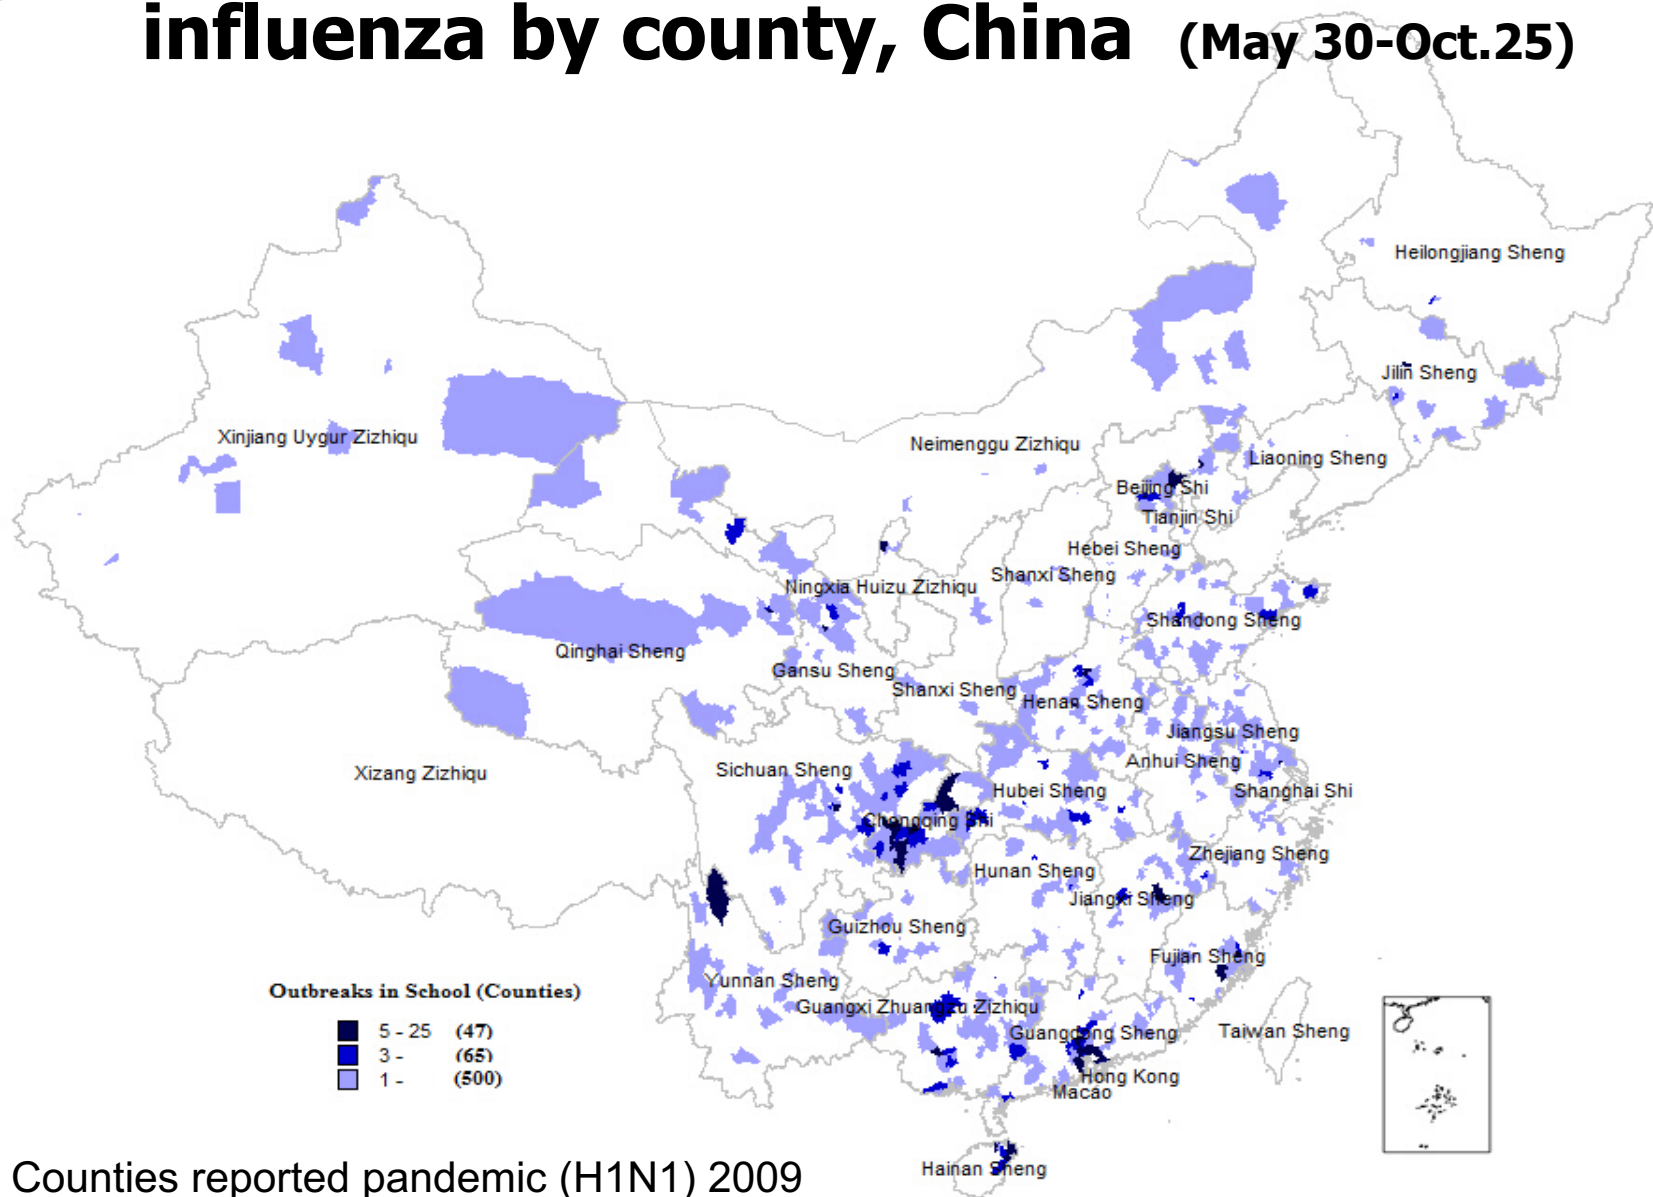 influenza by county, China (May 30-Oct.25)
Heilongjiang Sheng
Jilin Sheng
Xinjiang Uygur Zizhiqu
Neimenggu Zizhiqu
Liaoning Sheng
Beijing Shi
Tianjin Shi
Hebei Sheng
Shanxi Sheng
Ningxia Huizu Zizhiqu
Shandong Sheng
Qinghai Sheng
Gansu Sheng
Shanxi Sheng
Henan Sheng
Jiangsu Sheng
Anhui Sheng
Xizang Zizhiqu
Sichuan Sheng
Hubei Sheng
Shanghai Shi
Chongqing Shi
Zhejiang Sheng
Hunan Sheng
Jiangxi Sheng
Guizhou Sheng
Fujian Sheng
Yunnan Sheng
Guangxi Zhuangzu Zizhiqu
Guangdong Sheng
Taiwan Sheng
Hong Kong
Macao
Hainan Sheng
Outbreaks in School (Counties)
5 - 25 (47)
3 - (65)
1 - (500)
Counties reported pandemic (H1N1) 2009